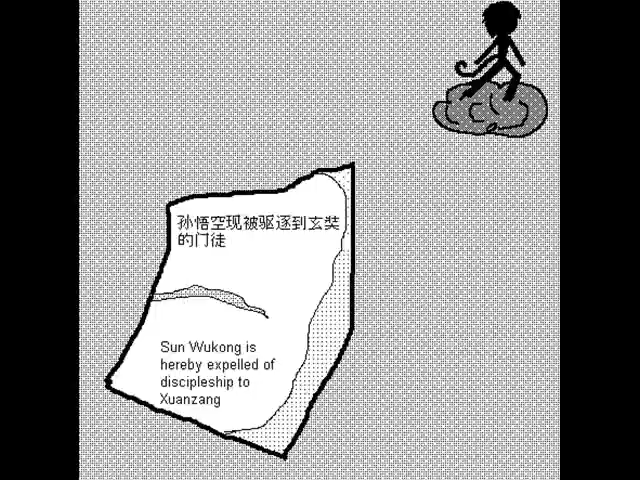 孙悟空现被驱逐到玄奘
的门徒
Sun Wukong is
hereby expelled of
discipleship to
Xuanzang